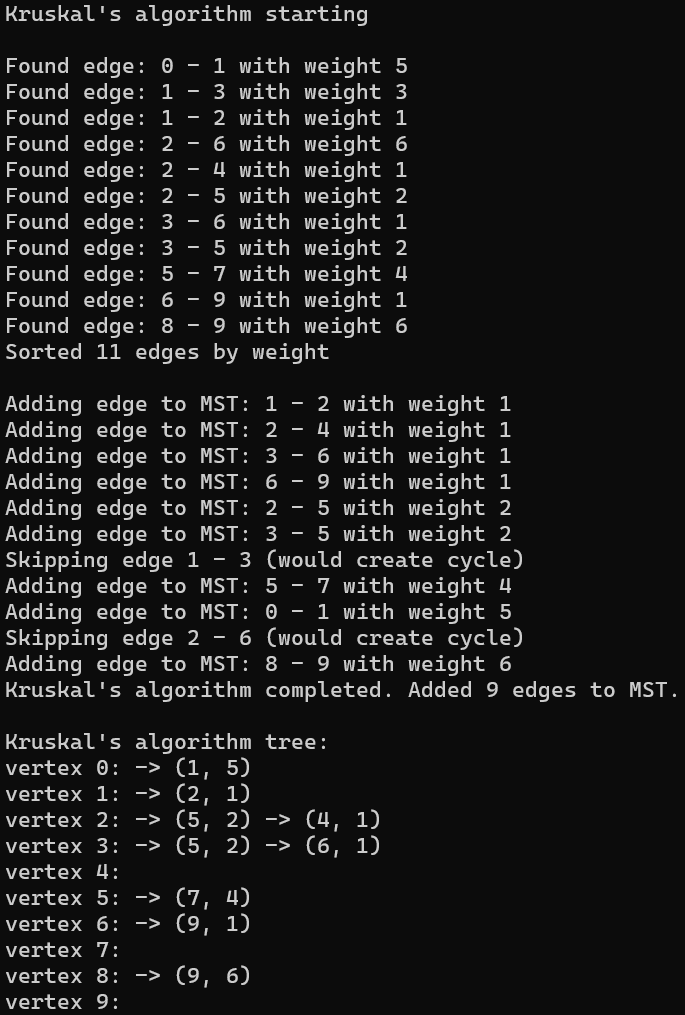 Kruskal's algorithm starting

Found edge: 0 - 1 with weight 5
Found edge: 1 - 3 with weight 3
Found edge: 1 - 2 with weight 1
Found edge: 2 - 6 with weight 6
Found edge: 2 - 4 with weight 1
Found edge: 2 - 5 with weight 2
Found edge: 3 - 6 with weight 1
Found edge: 3 - 5 with weight 2
Found edge: 5 - 7 with weight 4
Found edge: 6 - 9 with weight 1
Found edge: 8 - 9 with weight 6
Sorted 11 edges by weight

Adding edge to MST: 1 - 2 with weight 1
Adding edge to MST: 2 - 4 with weight 1
Adding edge to MST: 3 - 6 with weight 1
Adding edge to MST: 6 - 9 with weight 1
Adding edge to MST: 2 - 5 with weight 2
Adding edge to MST: 3 - 5 with weight 2
Skipping edge 1 - 3 (would create cycle)
Adding edge to MST: 5 - 7 with weight 4
Adding edge to MST: 0 - 1 with weight 5
Skipping edge 2 - 6 (would create cycle)
Adding edge to MST: 8 - 9 with weight 6
Kruskal's algorithm completed. Added 9 edges to MST.

Kruskal's algorithm tree:
vertex 0: -> (1, 5)
vertex 1: -> (2, 1)
vertex 2: -> (5, 2) -> (4, 1)
vertex 3: -> (5, 2) -> (6, 1)
vertex 4:
vertex 5: -> (7, 4)
vertex 6: -> (9, 1)
vertex 7:
vertex 8: -> (9, 6)
vertex 9: